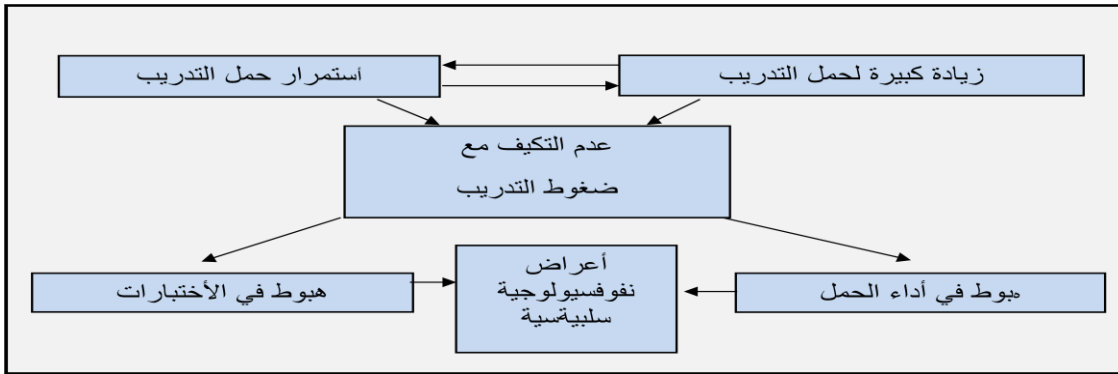 زيادة كبيرة لحمل التدريب
أستمرار حمل التدريب
عدم التكيف مع
ضغوط التدريب
هبوط في أداء الحمل
أعراض
نفوفسيولوجية
سلبيةسية
هبوط في الأختبارات